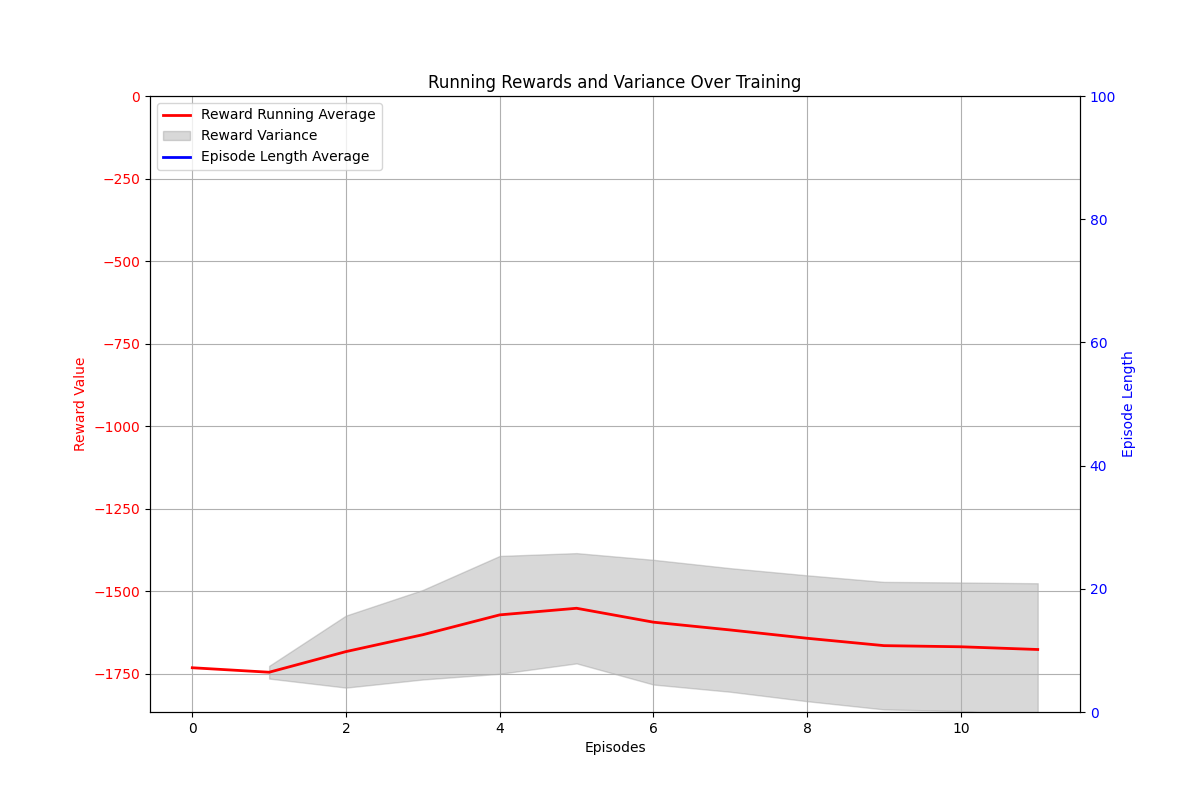 Running Rewards and Variance Over Training
Reward Running Average
Reward Variance
Episode Length Average
0
−250
−500
−750
−1000
−1250
−1500
−1750
Reward Value
100
80
60
40
20
0
Episode Length
0 2 4 6 8 10
Episodes